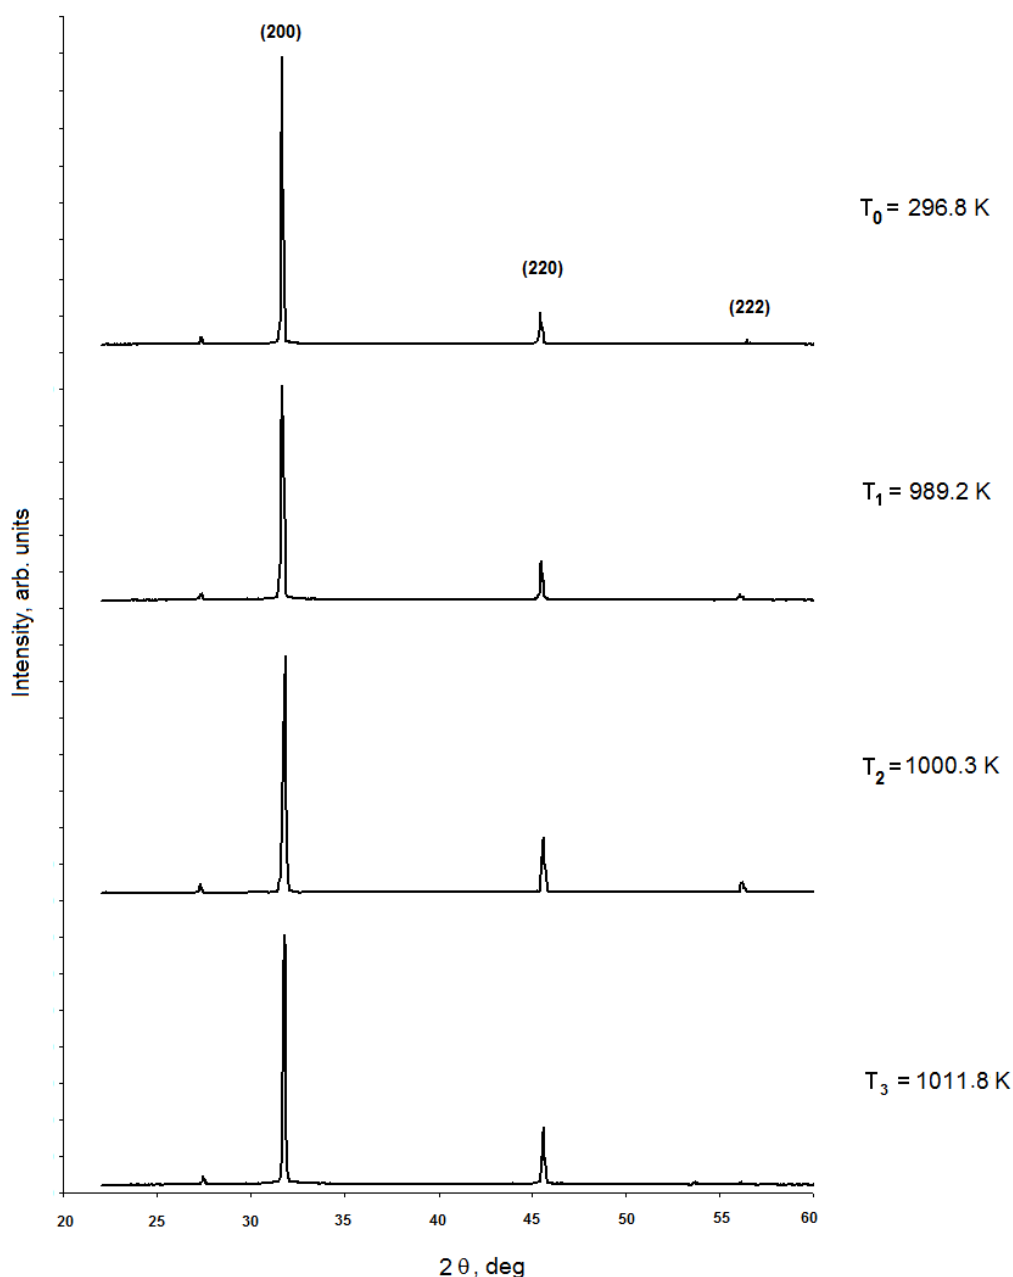 (200)
T0 = 296.8 K
(220)
(222)
T1 = 989.2 K
Intensity, arb. units
T2 =1000.3 K
T3 = 1011.8 K
20 25 30 35 40 45 50 55 60
2 θ, deg